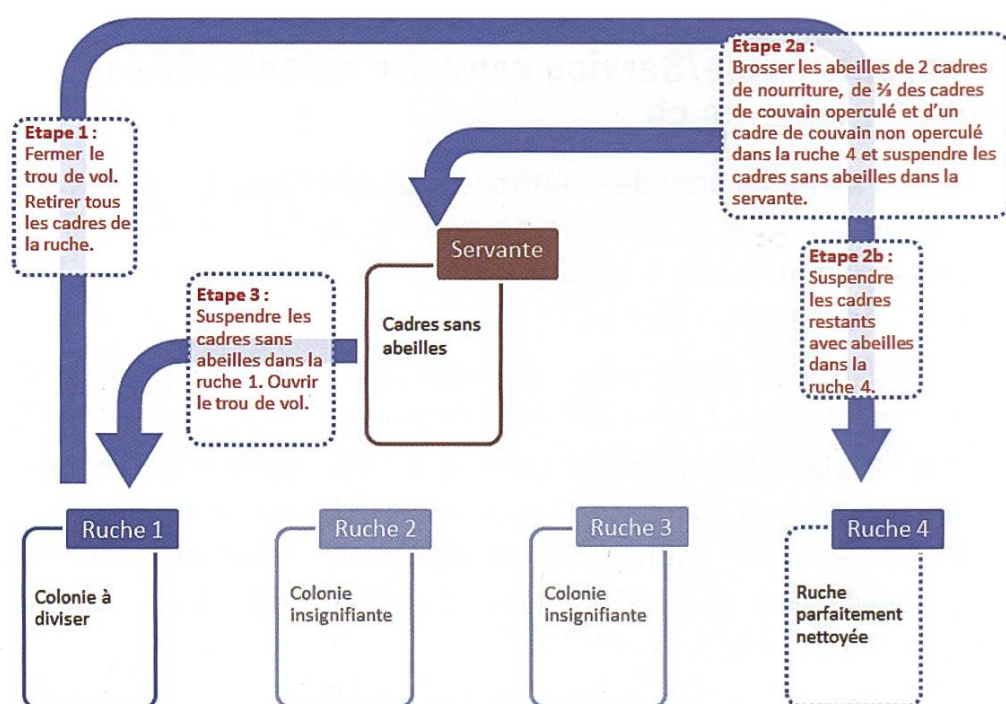 Etape 1 :
Fermer le
trou de vol.
Retirer tous
les cadres de
la ruche.
Etape 2a :
Brosser les abeilles de 2 cadres
de nourriture, de ⅔ des cadres
de couvain operculé et d'un
cadre de couvain non operculé
dans la ruche 4 et suspendre les
cadres sans abeilles dans la
servante.
Servante
Cadres sans
abeilles
Etape 2b :
Suspendre
les cadres
restants
avec abeilles
dans la
ruche 4.
Etape 3 :
Suspendre les
cadres sans
abeilles dans la
ruche 1. Ouvrir
le trou de vol.
Ruche 1
Colonie à
diviser
Ruche 2
Colonie
insignifiante
Ruche 3
Colonie
insignifiante
Ruche 4
Ruche
parfaitement
nettoyée